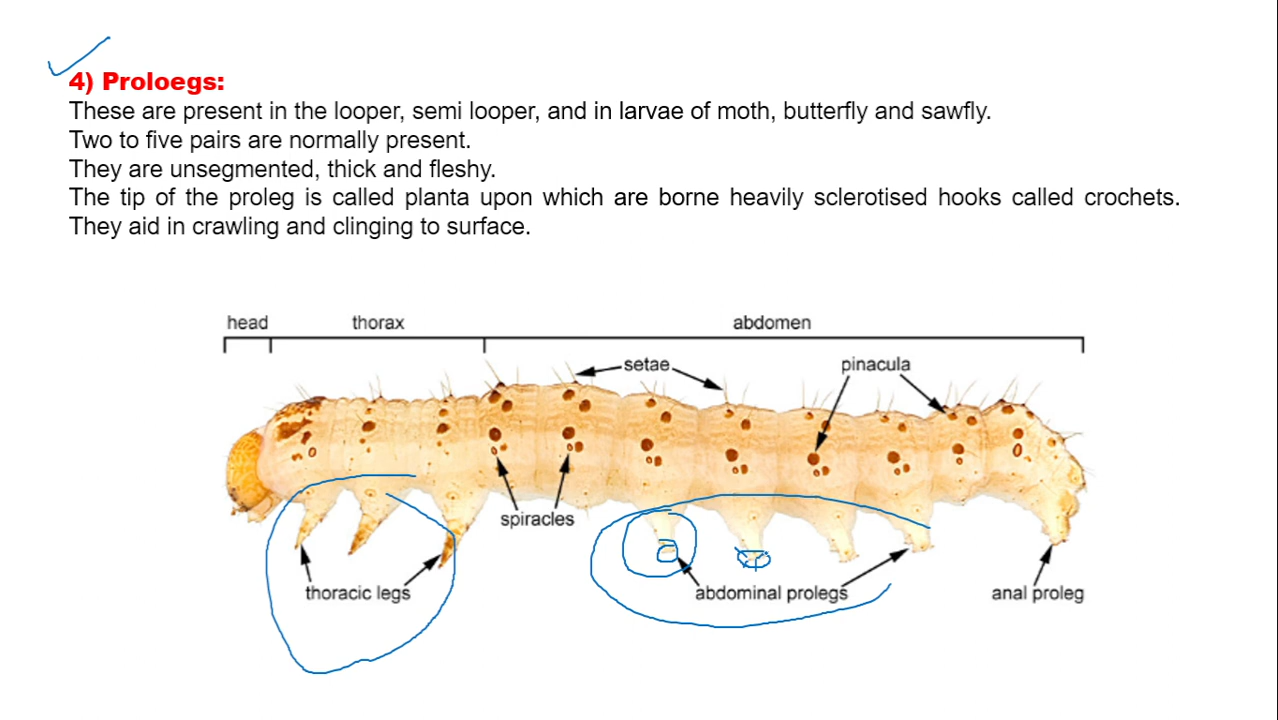 4) Proloegs:
These are present in the looper, semi looper, and in larvae of moth, butterfly and sawfly.
Two to five pairs are normally present.
They are unsegmented, thick and fleshy.
The tip of the proleg is called planta upon which are borne heavily sclerotised hooks called crochets.
They aid in crawling and clinging to surface.
head thorax abdomen
setae pinacula
spiracles
thoracic legs abdominal prolegs anal proleg